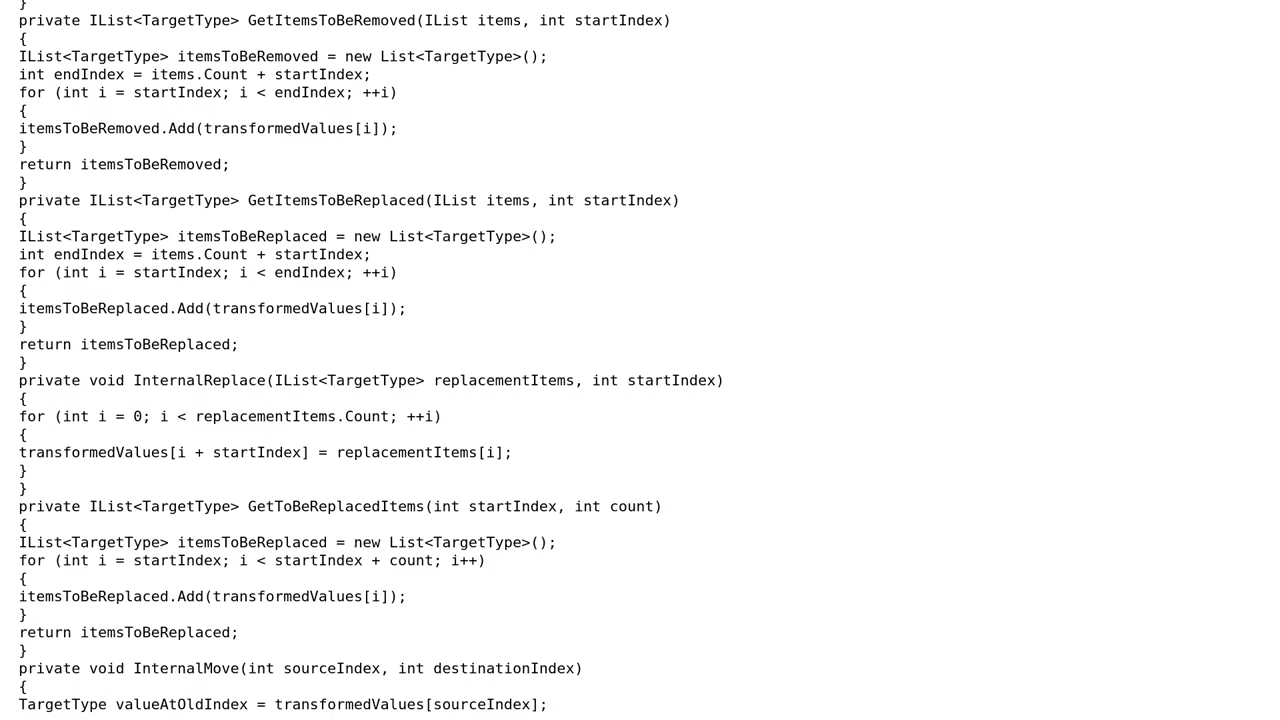 }
private IList<TargetType> GetItemsToBeRemoved(IList items, int startIndex)
{
IList<TargetType> itemsToBeRemoved = new List<TargetType>();
int endIndex = items.Count + startIndex;
for (int i = startIndex; i < endIndex; ++i)
{
itemsToBeRemoved.Add(transformedValues[i]);
}
return itemsToBeRemoved;
}
private IList<TargetType> GetItemsToBeReplaced(IList items, int startIndex)
{
IList<TargetType> itemsToBeReplaced = new List<TargetType>();
int endIndex = items.Count + startIndex;
for (int i = startIndex; i < endIndex; ++i)
{
itemsToBeReplaced.Add(transformedValues[i]);
}
return itemsToBeReplaced;
}
private void InternalReplace(IList<TargetType> replacementItems, int startIndex)
{
for (int i = 0; i < replacementItems.Count; ++i)
{
transformedValues[i + startIndex] = replacementItems[i];
}
}
private IList<TargetType> GetToBeReplacedItems(int startIndex, int count)
{
IList<TargetType> itemsToBeReplaced = new List<TargetType>();
for (int i = startIndex; i < startIndex + count; i++)
{
itemsToBeReplaced.Add(transformedValues[i]);
}
return itemsToBeReplaced;
}
private void InternalMove(int sourceIndex, int destinationIndex)
{
TargetType valueAtOldIndex = transformedValues[sourceIndex];